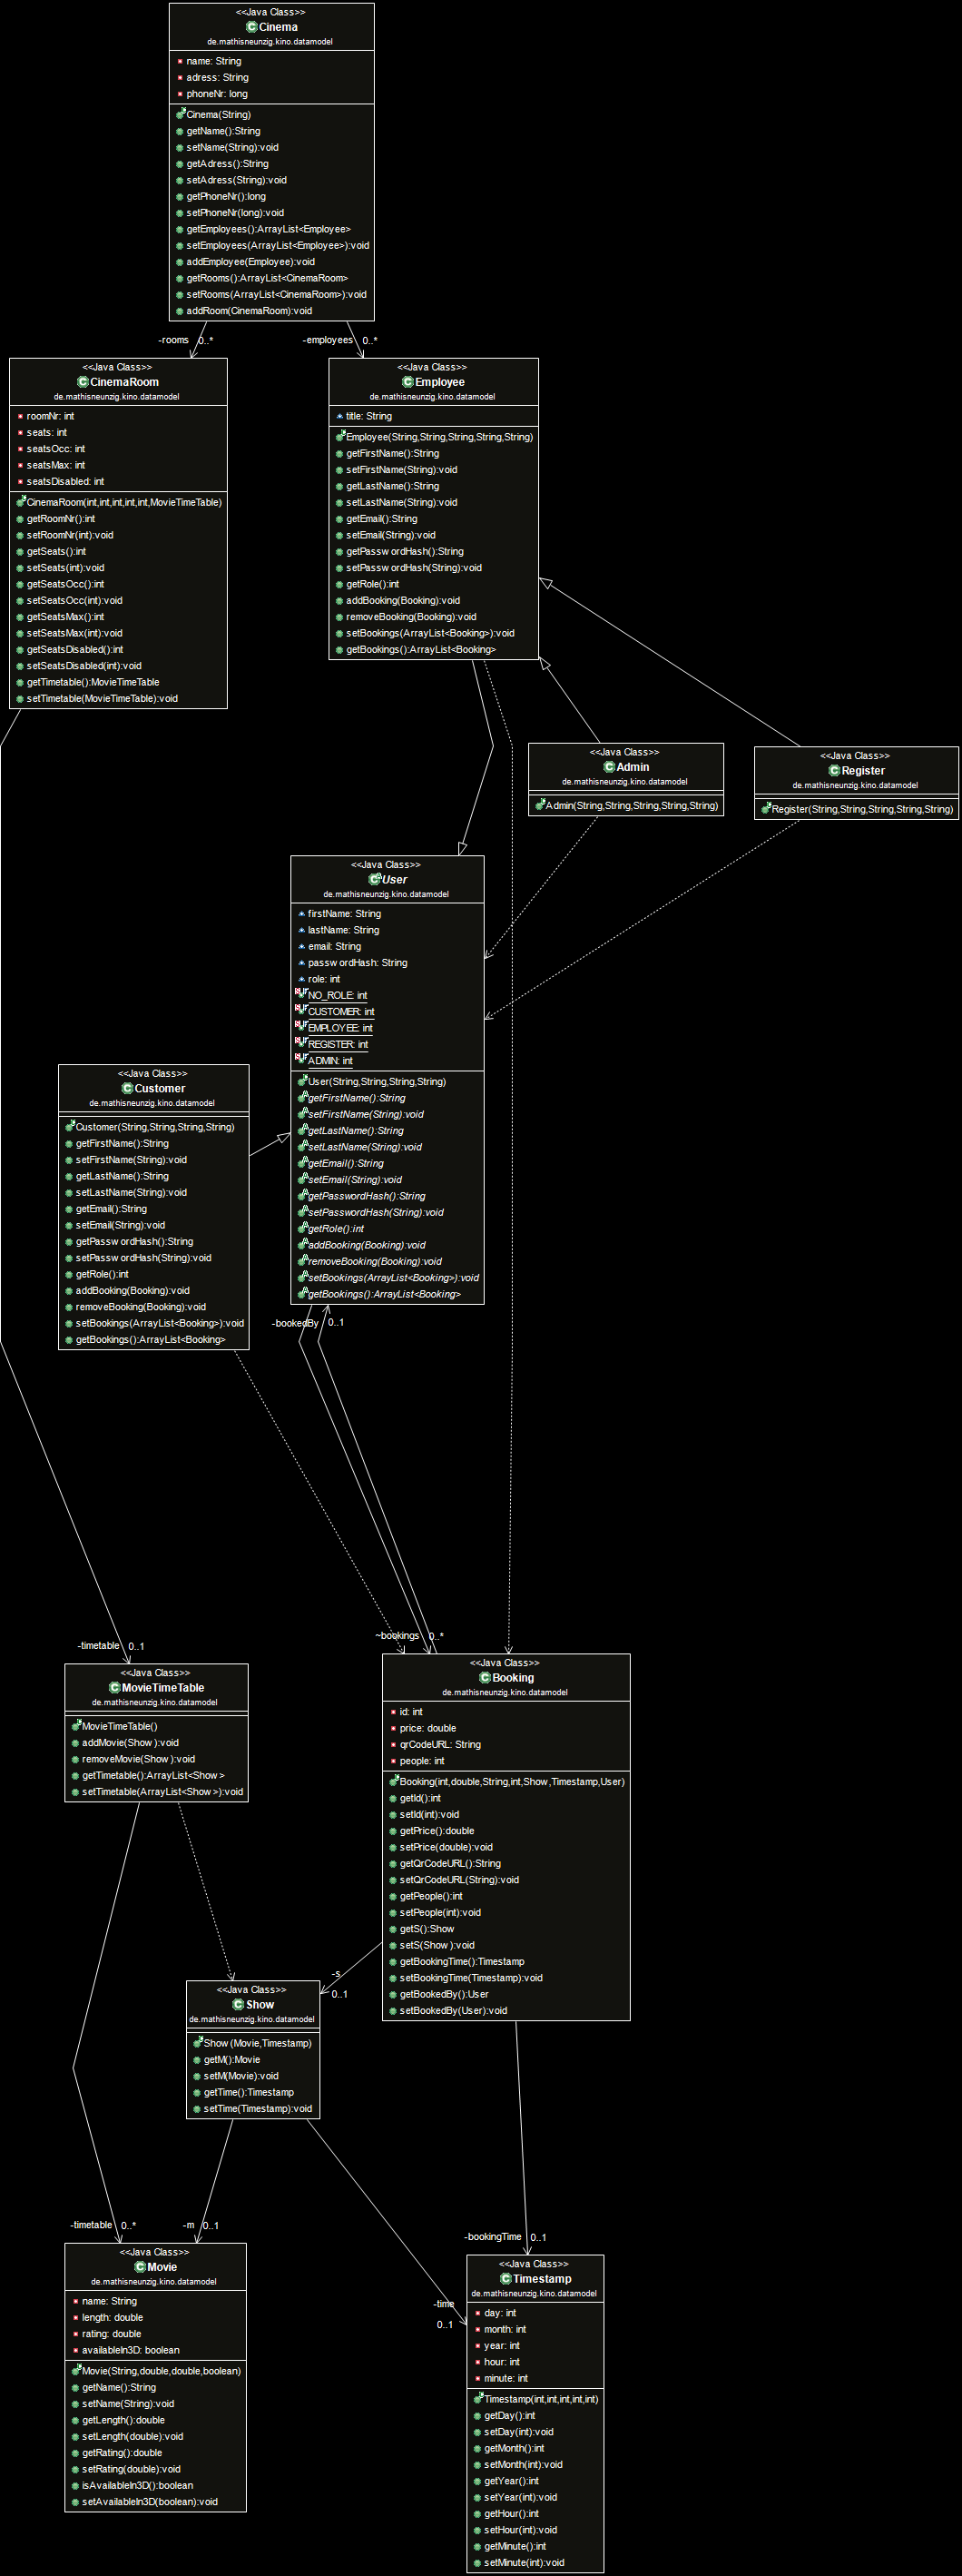 <<Java Class>>
Cinema
de.mathisneunzig.kino.datamodel
name: String
adress: String
phoneNr: long
Cinema(String)
getName():String
setName(String):void
getAdress():String
setAdress(String):void
getPhoneNr():long
setPhoneNr(long):void
getEmployees():ArrayList<Employee>
setEmployees(ArrayList<Employee>):void
addEmployee(Employee):void
getRooms():ArrayList<CinemaRoom>
setRooms(ArrayList<CinemaRoom>):void
addRoom(CinemaRoom):void
-rooms 0..*
-employees 0..*
<<Java Class>>
CinemaRoom
de.mathisneunzig.kino.datamodel
roomNr: int
seats: int
seatsOcc: int
seatsMax: int
seatsDisabled: int
CinemaRoom(int,int,int,int,int,MovieTimeTable)
getRoomNr():int
setRoomNr(int):void
getSeats():int
setSeats(int):void
getSeatsOcc():int
setSeatsOcc(int):void
getSeatsMax():int
setSeatsMax(int):void
getSeatsDisabled():int
setSeatsDisabled(int):void
getTimetable():MovieTimeTable
setTimetable(MovieTimeTable):void
<<Java Class>>
Employee
de.mathisneunzig.kino.datamodel
title: String
Employee(String,String,String,String,String)
getFirstName():String
setFirstName(String):void
getLastName():String
setLastName(String):void
getEmail():String
setEmail(String):void
getPasswordHash():String
setPasswordHash(String):void
getRole():int
addBooking(Booking):void
removeBooking(Booking):void
setBookings(ArrayList<Booking>):void
getBookings():ArrayList<Booking>
<<Java Class>>
Admin
de.mathisneunzig.kino.datamodel
Admin(String,String,String,String,String)
<<Java Class>>
Register
de.mathisneunzig.kino.datamodel
Register(String,String,String,String,String)
<<Java Class>>
User
de.mathisneunzig.kino.datamodel
firstName: String
lastName: String
email: String
passwordHash: String
role: int
NO_ROLE: int
CUSTOMER: int
EMPLOYEE: int
REGISTER: int
ADMIN: int
User(String,String,String,String)
getFirstName():String
setFirstName(String):void
getLastName():String
setLastName(String):void
getEmail():String
setEmail(String):void
getPasswordHash():String
setPasswordHash(String):void
getRole():int
addBooking(Booking):void
removeBooking(Booking):void
setBookings(ArrayList<Booking>):void
getBookings():ArrayList<Booking>
<<Java Class>>
Customer
de.mathisneunzig.kino.datamodel
Customer(String,String,String,String)
getFirstName():String
setFirstName(String):void
getLastName():String
setLastName(String):void
getEmail():String
setEmail(String):void
getPasswordHash():String
setPasswordHash(String):void
getRole():int
addBooking(Booking):void
removeBooking(Booking):void
setBookings(ArrayList<Booking>):void
getBookings():ArrayList<Booking>
-bookedBy 0..1
~bookings 0..*
-timetable 0..1
<<Java Class>>
MovieTimeTable
de.mathisneunzig.kino.datamodel
MovieTimeTable()
addMovie(Show):void
removeMovie(Show):void
getTimetable():ArrayList<Show>
setTimetable(ArrayList<Show>):void
<<Java Class>>
Booking
de.mathisneunzig.kino.datamodel
id: int
price: double
qrCodeURL: String
people: int
Booking(int,double,String,int,Show,Timestamp,User)
getId():int
setId(int):void
getPrice():double
setPrice(double):void
getQrCodeURL():String
setQrCodeURL(String):void
getPeople():int
setPeople(int):void
getS():Show
setS(Show):void
getBookingTime():Timestamp
setBookingTime(Timestamp):void
getBookedBy():User
setBookedBy(User):void
-s
0..1
<<Java Class>>
Show
de.mathisneunzig.kino.datamodel
Show(Movie,Timestamp)
getM():Movie
setM(Movie):void
getTime():Timestamp
setTime(Timestamp):void
-timetable 0..*
-m 0..1
-bookingTime 0..1
-time
0..1
<<Java Class>>
Movie
de.mathisneunzig.kino.datamodel
name: String
length: double
rating: double
availableIn3D: boolean
Movie(String,double,double,boolean)
getName():String
setName(String):void
getLength():double
setLength(double):void
getRating():double
setRating(double):void
isAvailableIn3D():boolean
setAvailableIn3D(boolean):void
<<Java Class>>
Timestamp
de.mathisneunzig.kino.datamodel
day: int
month: int
year: int
hour: int
minute: int
Timestamp(int,int,int,int,int)
getDay():int
setDay(int):void
getMonth():int
setMonth(int):void
getYear():int
setYear(int):void
getHour():int
setHour(int):void
getMinute():int
setMinute(int):void